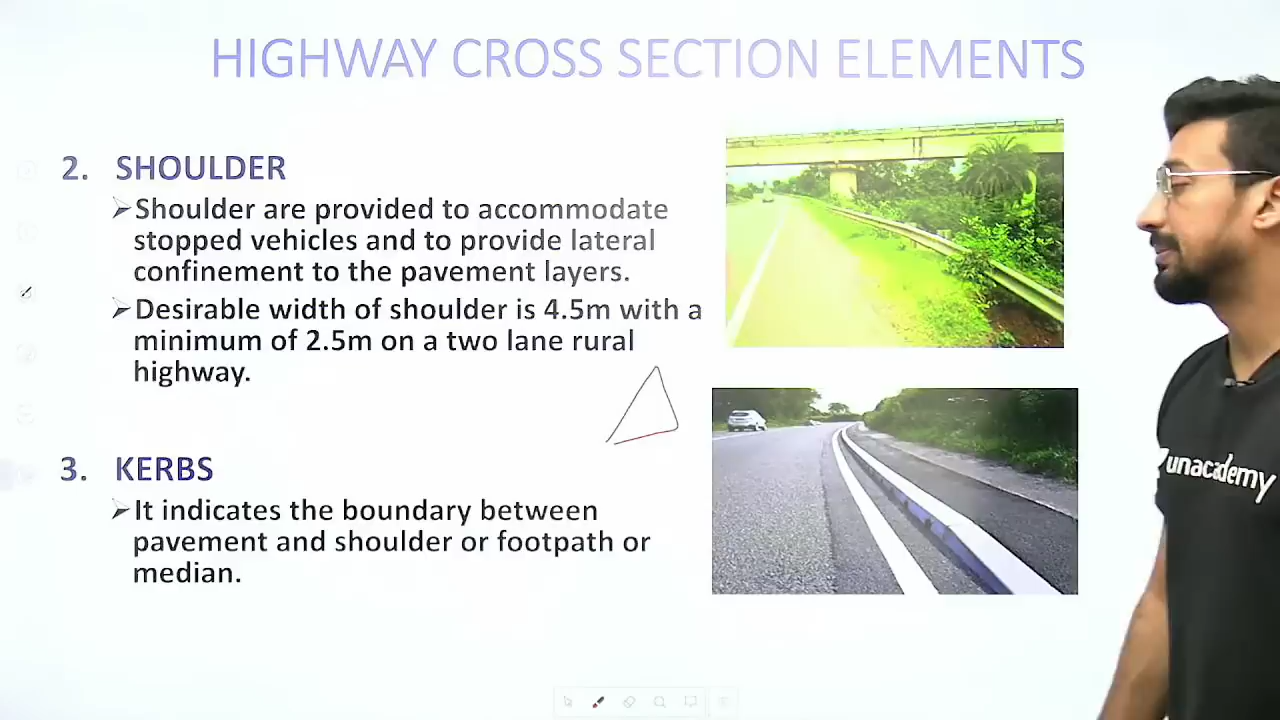 HIGHWAY CROSS SECTION ELEMENTS
2. SHOULDER
➢Shoulder are provided to accommodate
stopped vehicles and to provide lateral
confinement to the pavement layers.
➢Desirable width of shoulder is 4.5m with a
minimum of 2.5m on a two lane rural
highway.
3. KERBS
➢It indicates the boundary between
pavement and shoulder or footpath or
median.
unacademy